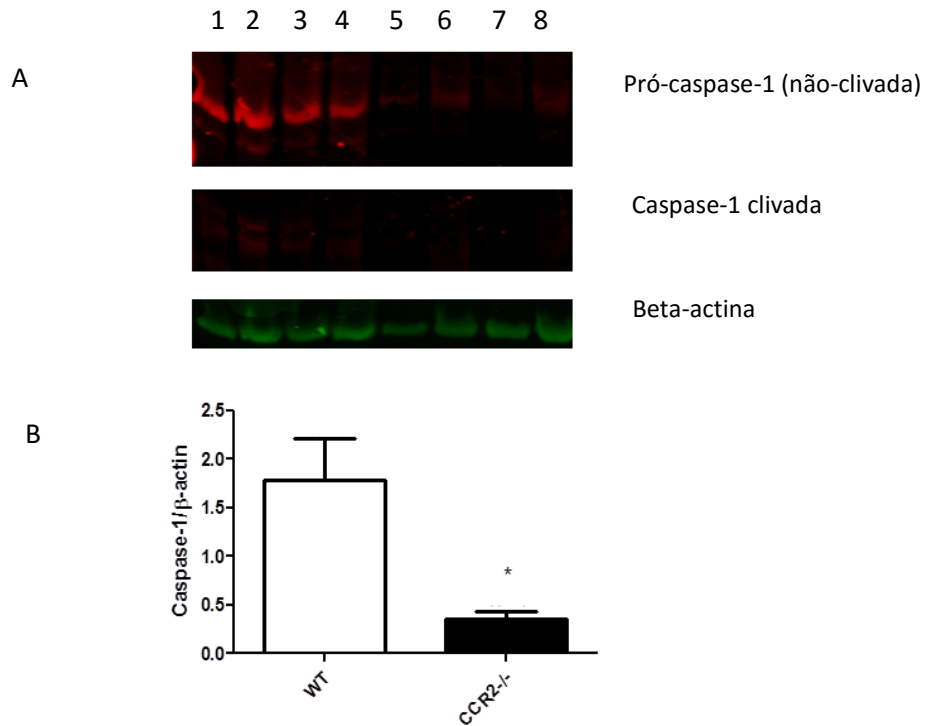 1 2 3 4 5 6 7 8
A
Pró-caspase-1 (não-clivada)
Caspase-1 clivada
Beta-actina
B
Caspase-1/β-actin
2.5
2.0
1.5
1.0
0.5
0.0
*
WT
CCR2-/-